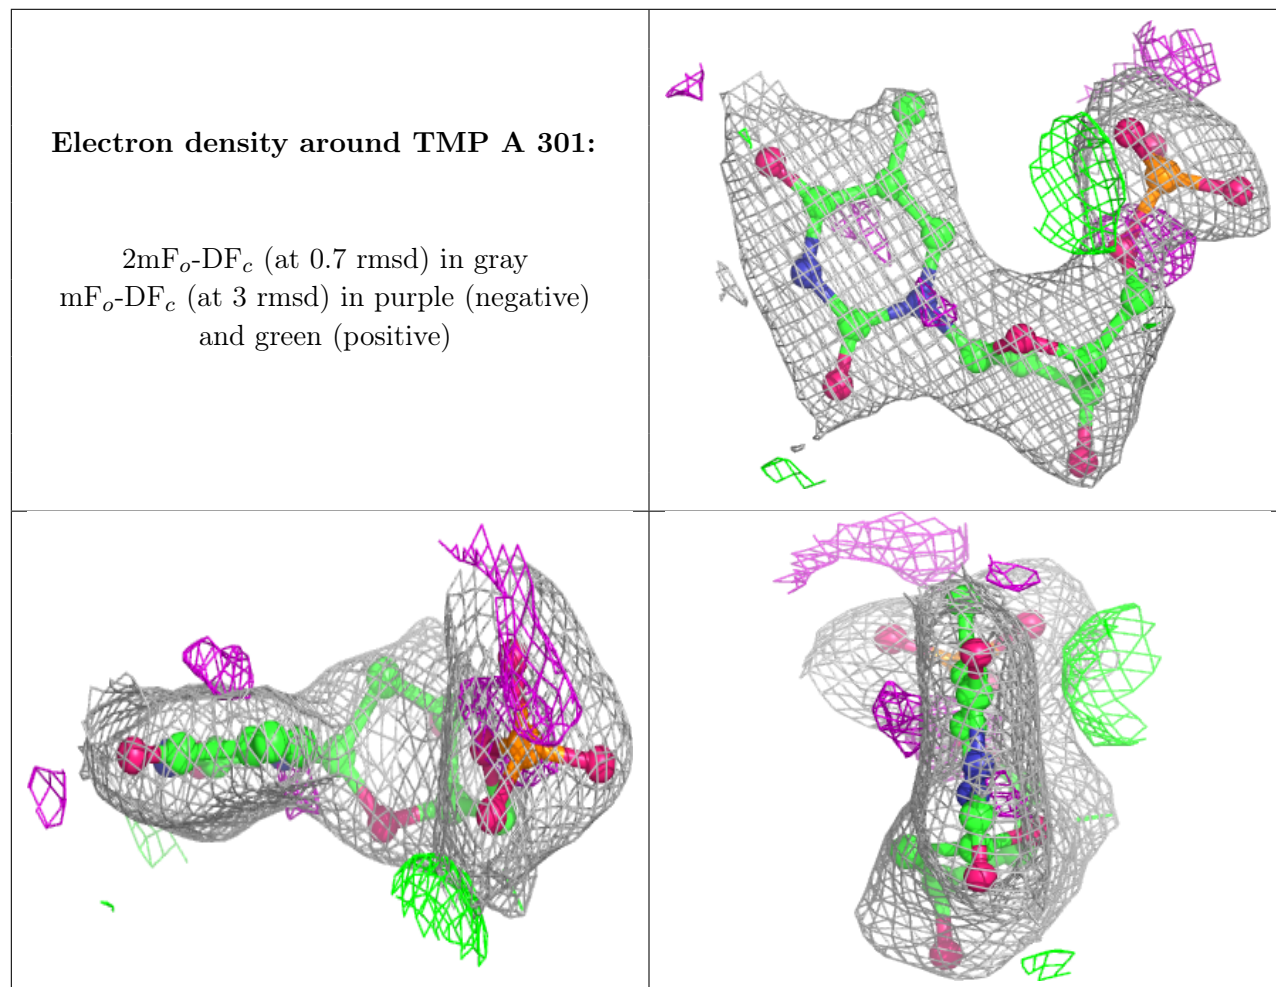 Electron density around TMP A 301:
2mFo-DFc (at 0.7 rmsd) in gray
mFo-DFc (at 3 rmsd) in purple (negative)
and green (positive)